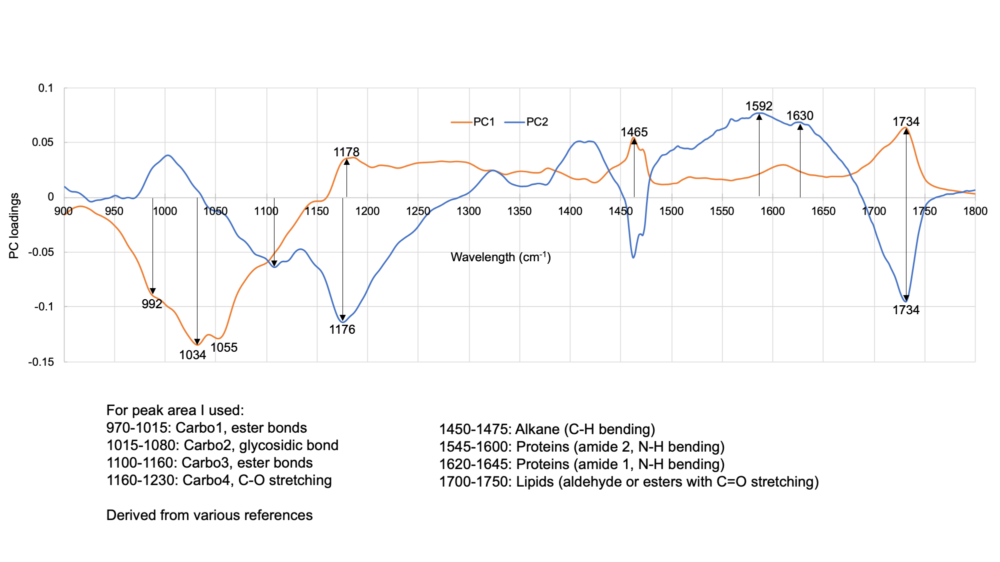 0.1
0.05
0
-0.05
-0.1
-0.15
PC loadings
PC1 PC2
1178
1465
1592
1630
1734
900 950 1000 1050 1100 1150 1200 1250 1300 1350 1400 1450 1500 1550 1600 1650 1700 1750 1800
Wavelength (cm-1)
992
1034
1055
1176
1734
For peak area I used:
970-1015: Carbo1, ester bonds
1015-1080: Carbo2, glycosidic bond
1100-1160: Carbo3, ester bonds
1160-1230: Carbo4, C-O stretching
Derived from various references
1450-1475: Alkane (C-H bending)
1545-1600: Proteins (amide 2, N-H bending)
1620-1645: Proteins (amide 1, N-H bending)
1700-1750: Lipids (aldehyde or esters with C=O stretching)